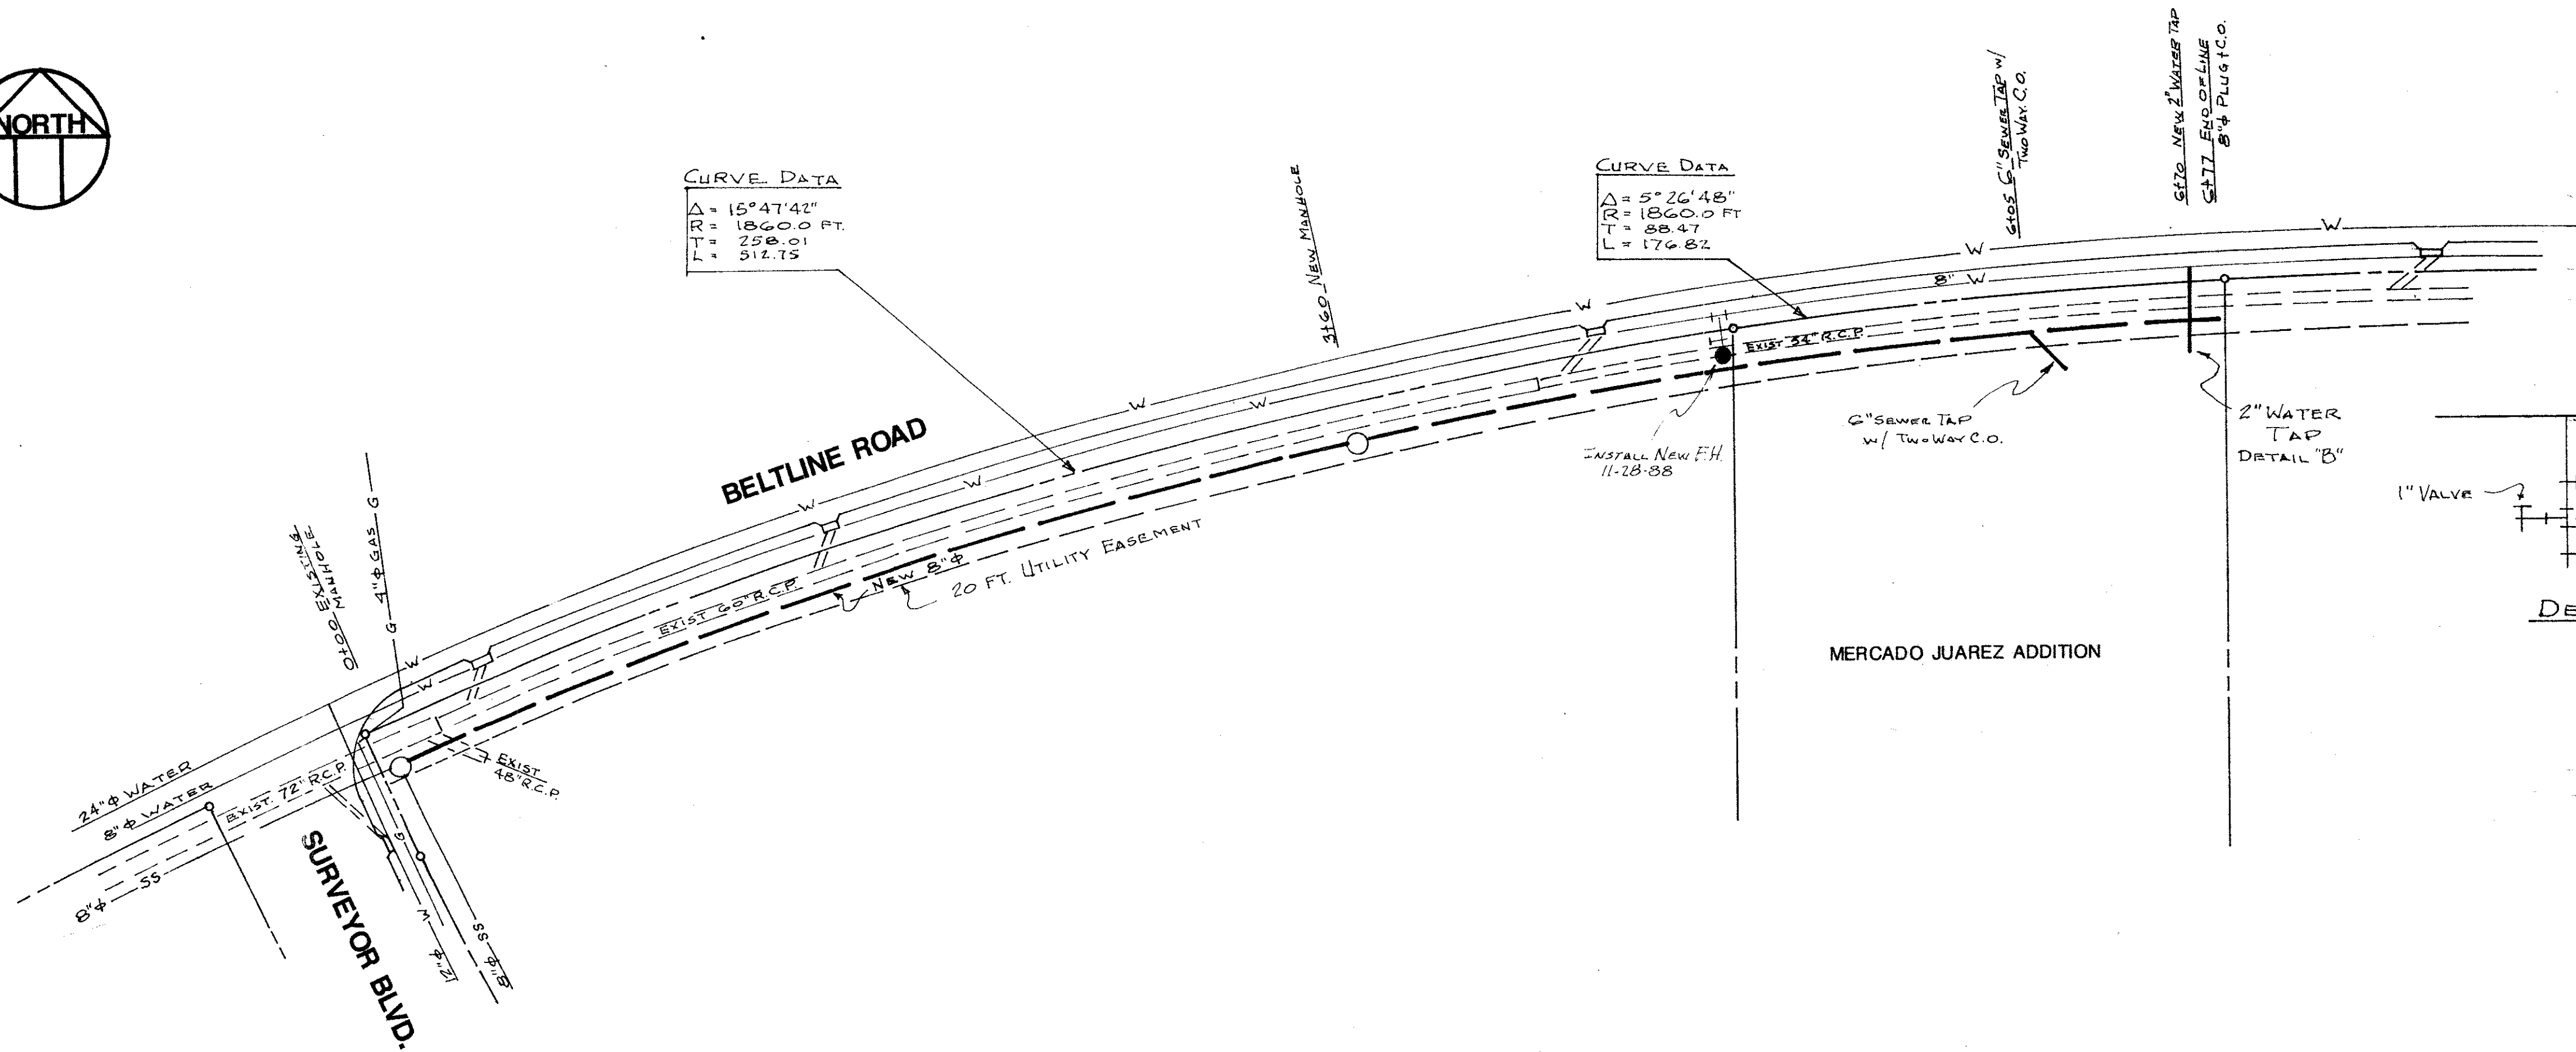 NORTH
CURVE DATA
Δ = 15°47'42"
R = 1860.0 FT.
T = 258.01
L = 512.75
3+60 NEW MANHOLE
CURVE DATA
Δ = 5°26'48"
R = 1860.0 FT
T = 88.47
L = 176.82
6+05 6" SEWER TAP W/
TWO WAY C.O.
6+70 NEW 2" WATER TAP
6+77 END OF LINE
8"ϕ PLUG + C.O.
W
W
W
W
W
W
8" W
W
W
W
W
W
EXIST 54" R.C.P.
BELTLINE ROAD
INSTALL NEW F.H.
11-28-88
6" SEWER TAP
W/ TWO WAY C.O.
2" WATER
TAP
DETAIL "B"
1" VALVE
DE
0+00 EXISTING
MANHOLE
G 4"ϕ GAS G
EXIST 60" R.C.P.
NEW 8"ϕ
20 FT. UTILITY EASEMENT
MERCADO JUAREZ ADDITION
EXIST
48" R.C.P.
24"ϕ WATER
8"ϕ WATER
EXIST. 72" R.C.P.
8"ϕ SS
SURVEYOR BLVD.
G
W
12"ϕ
SS
8"ϕ